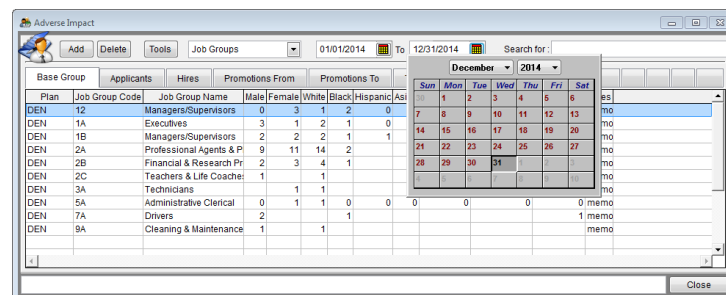 Adverse Impact
Add Delete Tools Job Groups 01/01/2014 To 12/31/2014 Search for :
Base Group Applicants Hires Promotions From Promotions To
December 2014
Sun Mon Tue Wed Thu Fri Sat
30 1 2 3 4 5 6
7 8 9 10 11 12 13
14 15 16 17 18 19 20
21 22 23 24 25 26 27
28 29 30 31 1 2 3
4 5 6 7 8 9 10
Plan Job Group Code Job Group Name Male Female White Black Hispanic Asi es
DEN 12 Managers/Supervisors 0 3 1 2 0 mo
DEN 1A Executives 3 1 2 1 0 mo
DEN 1B Managers/Supervisors 2 2 2 1 1 mo
DEN 2A Professional Agents & P 9 11 14 2 mo
DEN 2B Financial & Research Pr 2 3 4 1 mo
DEN 2C Teachers & Life Coache 1 1 mo
DEN 3A Technicians 1 1 mo
DEN 5A Administrative Clerical 0 1 1 0 0 0 0 0 0 memo
DEN 7A Drivers 2 1 1 memo
DEN 9A Cleaning & Maintenance 1 1 memo
Close